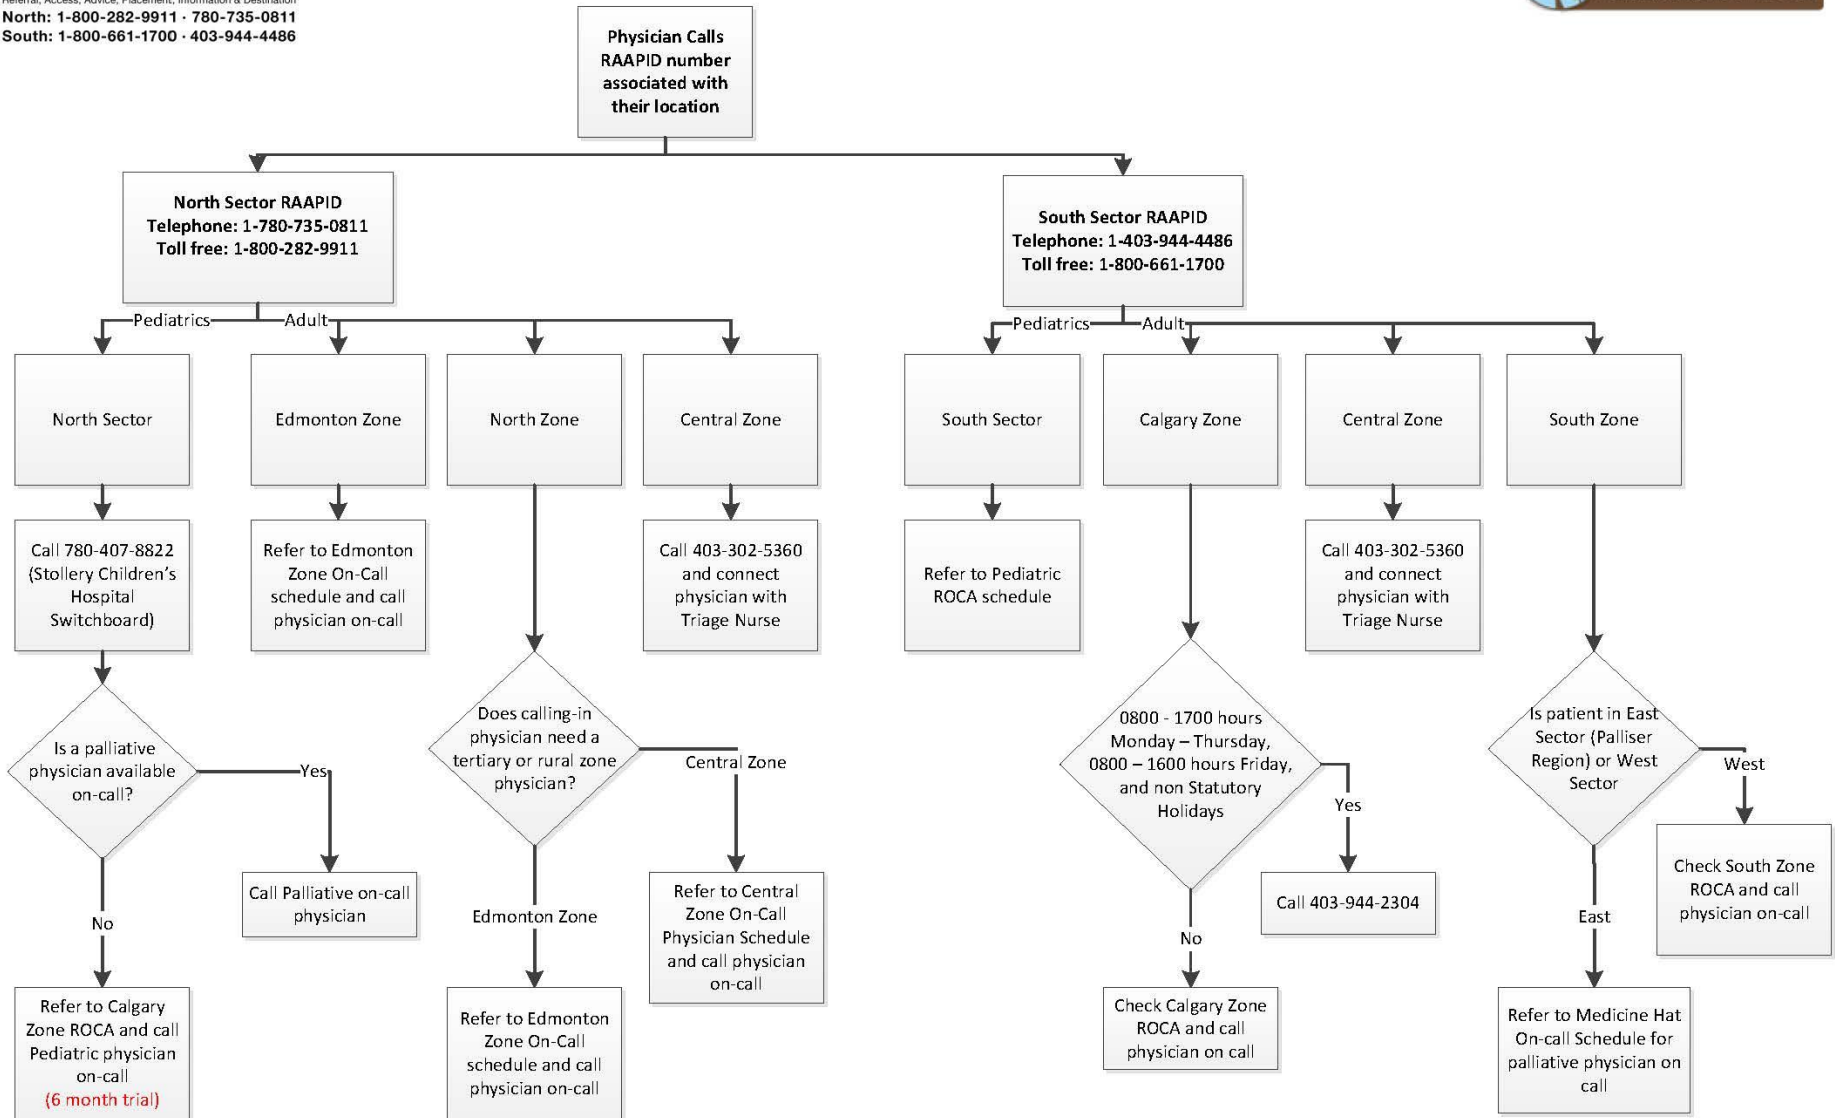 Referral, Access, Advice, Placement, Information & Destination
North: 1-800-282-9911 · 780-735-0811
South: 1-800-661-1700 · 403-944-4486
Physician Calls
RAAPID number
associated with
their location
North Sector RAAPID
Telephone: 1-780-735-0811
Toll free: 1-800-282-9911
South Sector RAAPID
Telephone: 1-403-944-4486
Toll free: 1-800-661-1700
Pediatrics
Adult
Pediatrics
Adult
North Sector
Edmonton Zone
North Zone
Central Zone
South Sector
Calgary Zone
Central Zone
South Zone
Call 780-407-8822
(Stollery Children's
Hospital
Switchboard)
Refer to Edmonton
Zone On-Call
schedule and call
physician on-call
Call 403-302-5360
and connect
physician with
Triage Nurse
Refer to Pediatric
ROCA schedule
Call 403-302-5360
and connect
physician with
Triage Nurse
Is a palliative
physician available
on-call?
Yes
Does calling-in
physician need a
tertiary or rural zone
physician?
Central Zone
0800 - 1700 hours
Monday – Thursday,
0800 – 1600 hours Friday,
and non Statutory
Holidays
Yes
Is patient in East
Sector (Palliser
Region) or West
Sector
West
No
Call Palliative on-call
physician
Edmonton Zone
Refer to Central
Zone On-Call
Physician Schedule
and call physician
on-call
No
Call 403-944-2304
East
Check South Zone
ROCA and call
physician on-call
Refer to Calgary
Zone ROCA and call
Pediatric physician
on-call
(6 month trial)
Refer to Edmonton
Zone On-Call
schedule and call
physician on-call
Check Calgary Zone
ROCA and call
physician on call
Refer to Medicine Hat
On-call Schedule for
palliative physician on
call